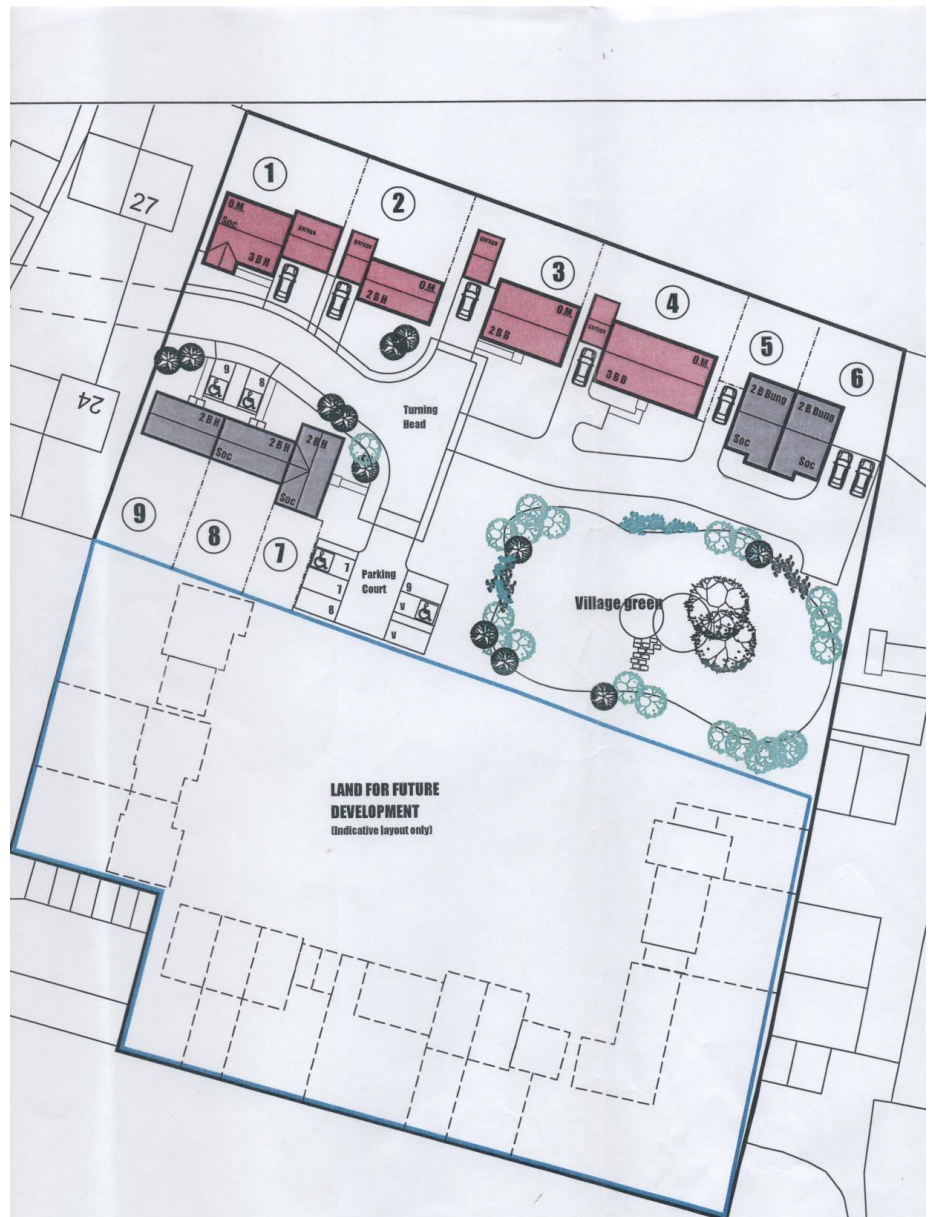 1
27
O.M.
Soc
3 B H
garage
2
garage
2 B H
O.M.
garage
3
O.M.
2 B B
4
garage
O.M.
3 B B
5
6
2 B Bung
2 B Bung
Soc
Soc
24
9
8
2 B H
Soc
2 B H
2 B H
Soc
Turning
Head
9
8
7
7
7
8
Parking
Court
9
V
V
Village green
LAND FOR FUTURE
DEVELOPMENT
(Indicative layout only)